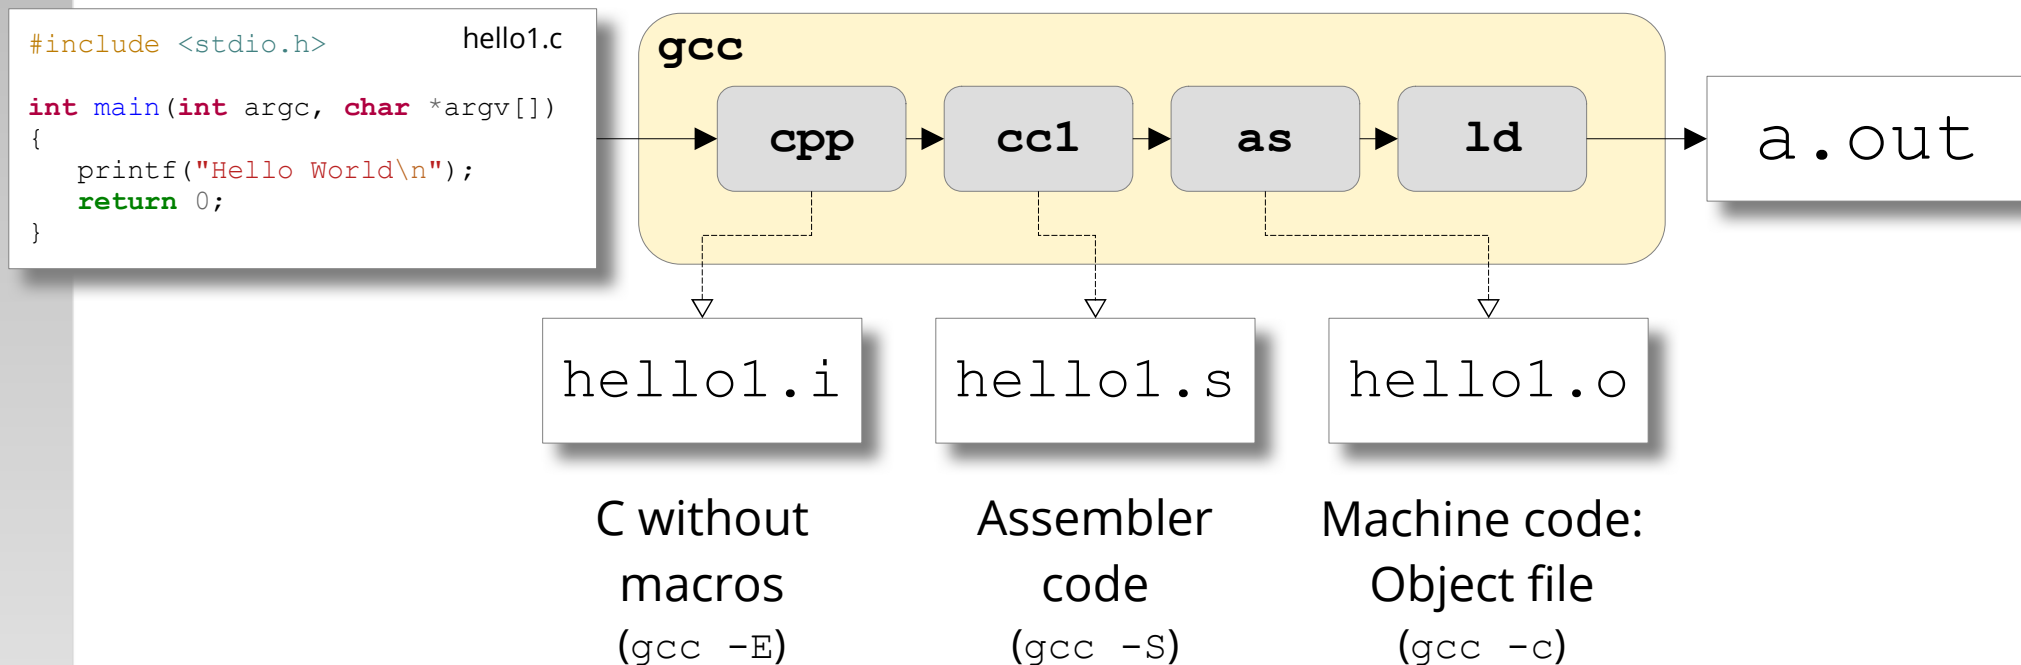 #include <stdio.h>
hello1.c
int main(int argc, char *argv[])
{
   printf("Hello World\n");
   return 0;
}
gcc
cpp
cc1
as
ld
a.out
hello1.i
hello1.s
hello1.o
C without
macros
(gcc -E)
Assembler
code
(gcc -S)
Machine code:
Object file
(gcc -c)